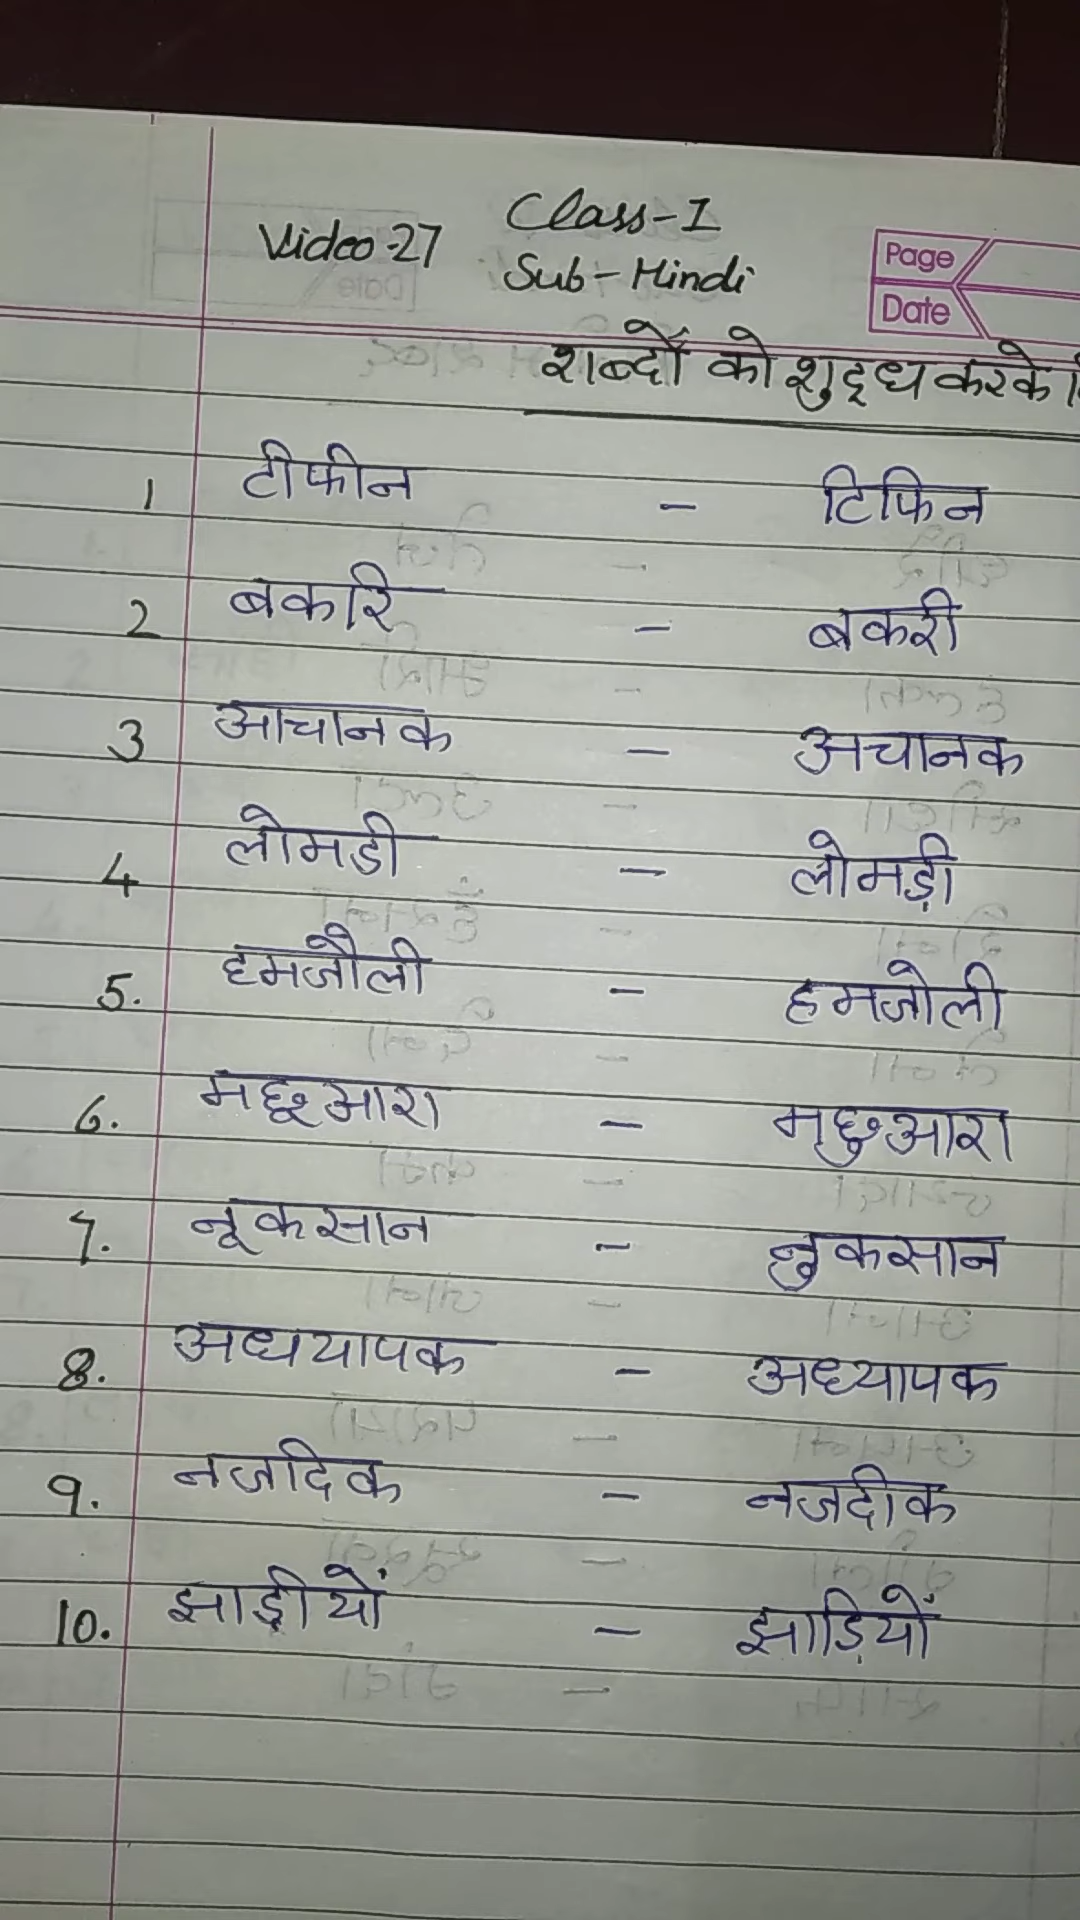 Class-I
Video-27
Sub-Hindi
Page
Date
शब्दों को शुद्ध करके
1 टीफीन - टिफिन
2 बकरि - बकरी
3 आचानक - अचानक
4 लोमडी - लोमड़ी
5. हमजौली - हमजोली
6. मछूआरा - मछुआरा
7. नूकसान - नुकसान
8. अधयापक - अध्यापक
9. नजदिक - नजदीक
10. झाड़ीयों - झाड़ियों